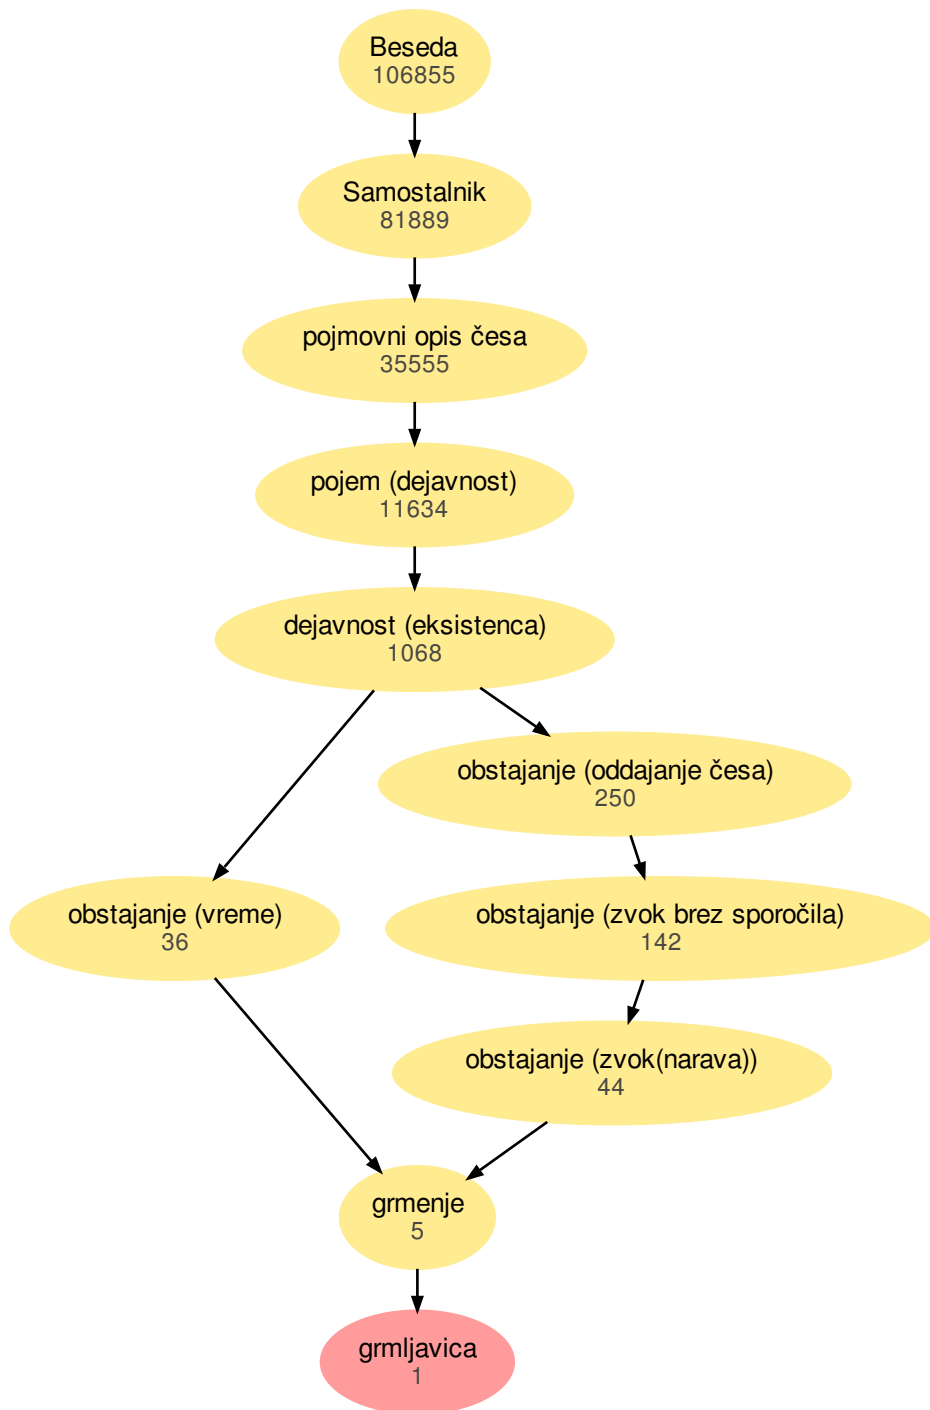 Beseda
106855
Samostalnik
81889
pojmovni opis česa
35555
pojem (dejavnost)
11634
dejavnost (eksistenca)
1068
obstajanje (oddajanje česa)
250
obstajanje (vreme)
36
obstajanje (zvok brez sporočila)
142
obstajanje (zvok(narava))
44
grmenje
5
grmljavica
1